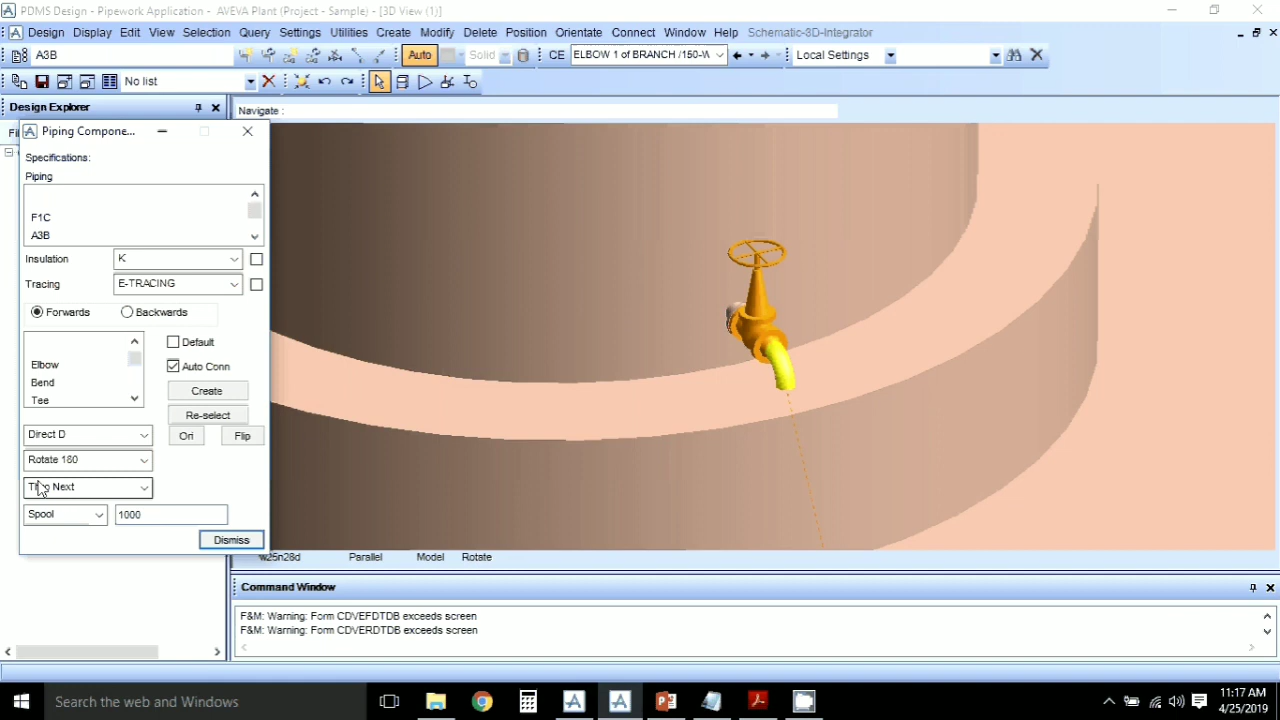 PDMS Design - Pipework Application - AVEVA Plant (Project - Sample) - [3D View (1)]
Design Display Edit View Selection Query Settings Utilities Create Modify Delete Position Orientate Connect Window Help Schematic-3D-Integrator
A3B Auto Solid CE ELBOW 1 of BRANCH /150-W Local Settings
No list
Design Explorer
Navigate :
Piping Compone...
Specifications:
Piping
F1C
A3B
Insulation K
Tracing E-TRACING
Forwards Backwards
Default
Elbow Auto Conn
Bend Create
Tee Re-select
Direct D Ori Flip
Rotate 180
Next
Spool 1000
Dismiss
w25n28d Parallel Model Rotate
Command Window
F&M: Warning: Form CDVEFDTDB exceeds screen
F&M: Warning: Form CDVERDTDB exceeds screen
Search the web and Windows
11:17 AM
4/25/2019